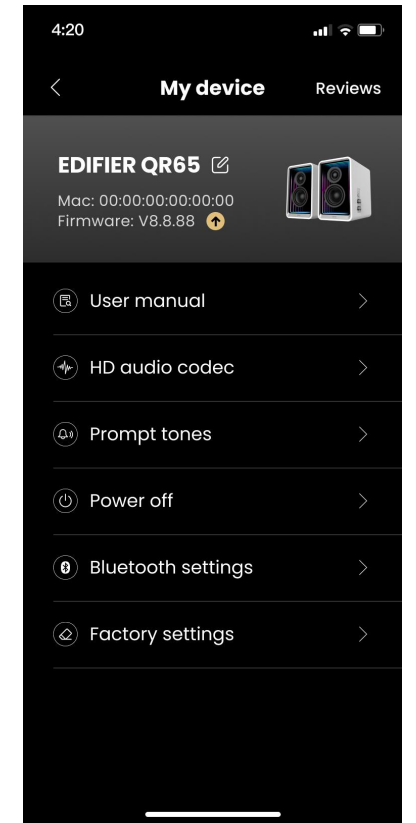 4:20
My device
Reviews
EDIFIER QR65
Mac: 00:00:00:00:00:00
Firmware: V8.8.88
User manual
HD audio codec
Prompt tones
Power off
Bluetooth settings
Factory settings